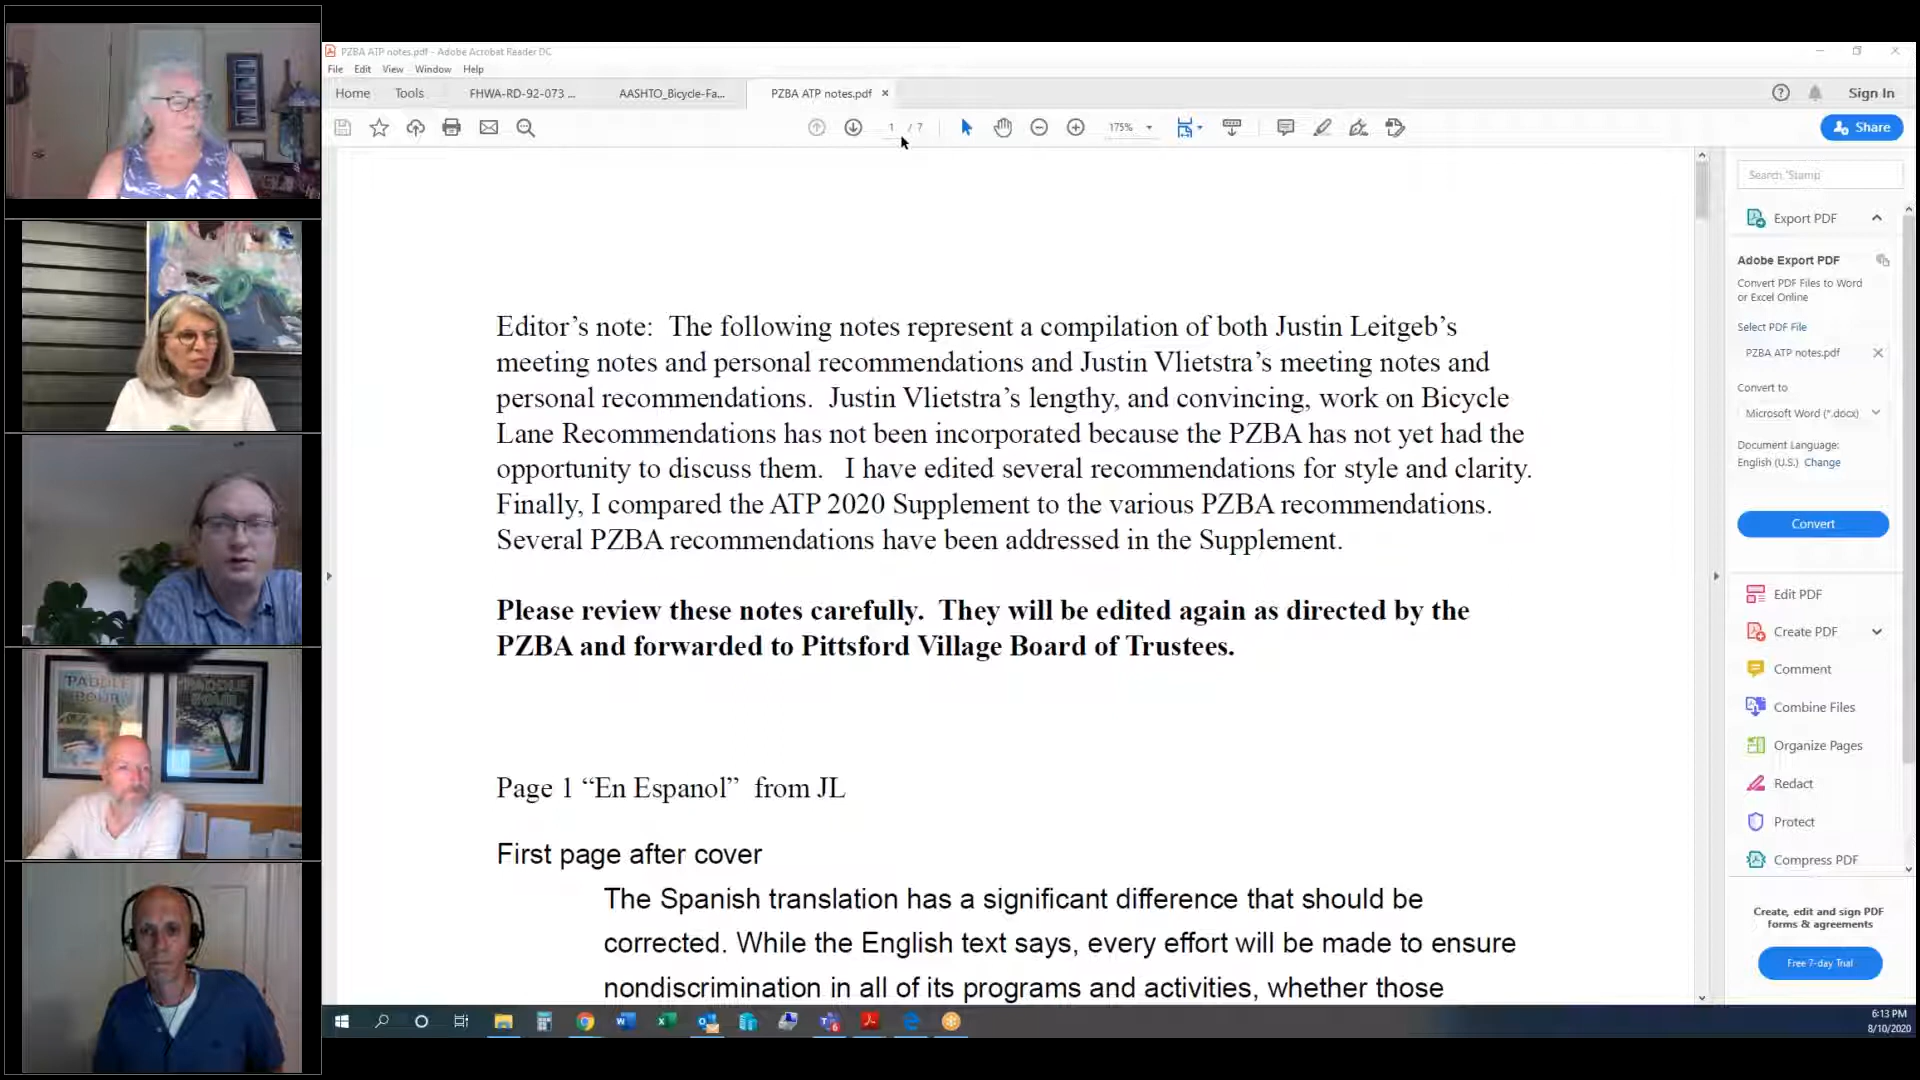 PZBA ATP notes.pdf - Adobe Acrobat Reader DC
File Edit View Window Help
Home Tools FHWA-RD-92-073 ... AASHTO_Bicycle-Fa... PZBA ATP notes.pdf × Sign In
1 / 7 175% Share
Editor’s note:  The following notes represent a compilation of both Justin Leitgeb’s
meeting notes and personal recommendations and Justin Vlietstra’s meeting notes and
personal recommendations.  Justin Vlietstra’s lengthy, and convincing, work on Bicycle
Lane Recommendations has not been incorporated because the PZBA has not yet had the
opportunity to discuss them.   I have edited several recommendations for style and clarity.
Finally, I compared the ATP 2020 Supplement to the various PZBA recommendations.
Several PZBA recommendations have been addressed in the Supplement.
Please review these notes carefully.  They will be edited again as directed by the
PZBA and forwarded to Pittsford Village Board of Trustees.
Page 1 “En Espanol”  from JL
First page after cover
The Spanish translation has a significant difference that should be
corrected. While the English text says, every effort will be made to ensure
nondiscrimination in all of its programs and activities, whether those
Search "Stamp
Export PDF
Adobe Export PDF
Convert PDF Files to Word
or Excel Online
Select PDF File
PZBA ATP notes.pdf
Convert to
Microsoft Word (*.docx)
Document Language:
English (U.S.) Change
Convert
Edit PDF
Create PDF
Comment
Combine Files
Organize Pages
Redact
Protect
Compress PDF
Create, edit and sign PDF
forms & agreements
Free 7-day Trial
6:13 PM
8/10/2020
PADDLE
HOUR